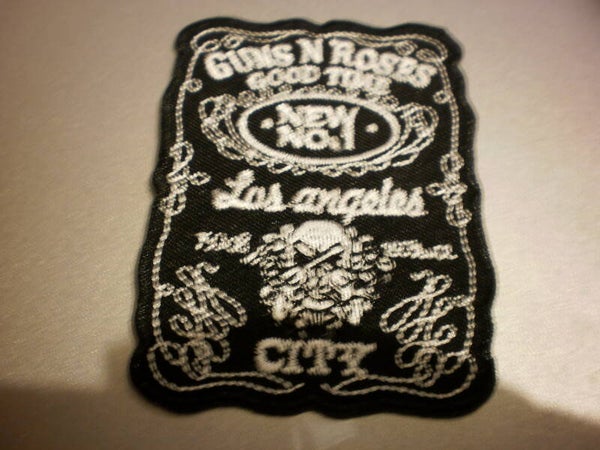 GUNS N ROSES
GOOD TIME
NEW
NO.1
Los angeles
CITY